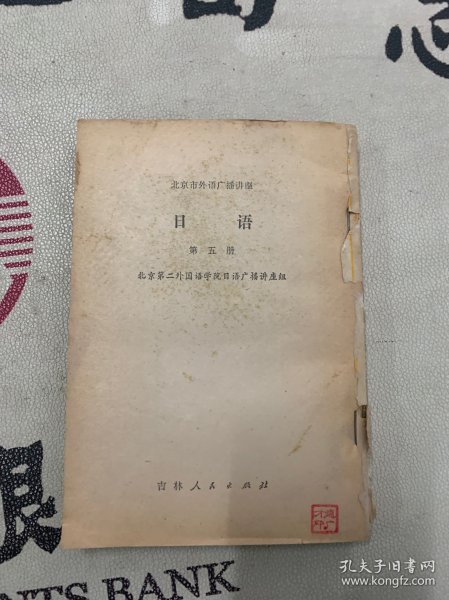 北京市外语广播讲座
日语
第五册
北京第二外国语学院日语广播讲座组
吉林人民出版社
NTS BANK
孔夫子旧书网
www.kongfz.com